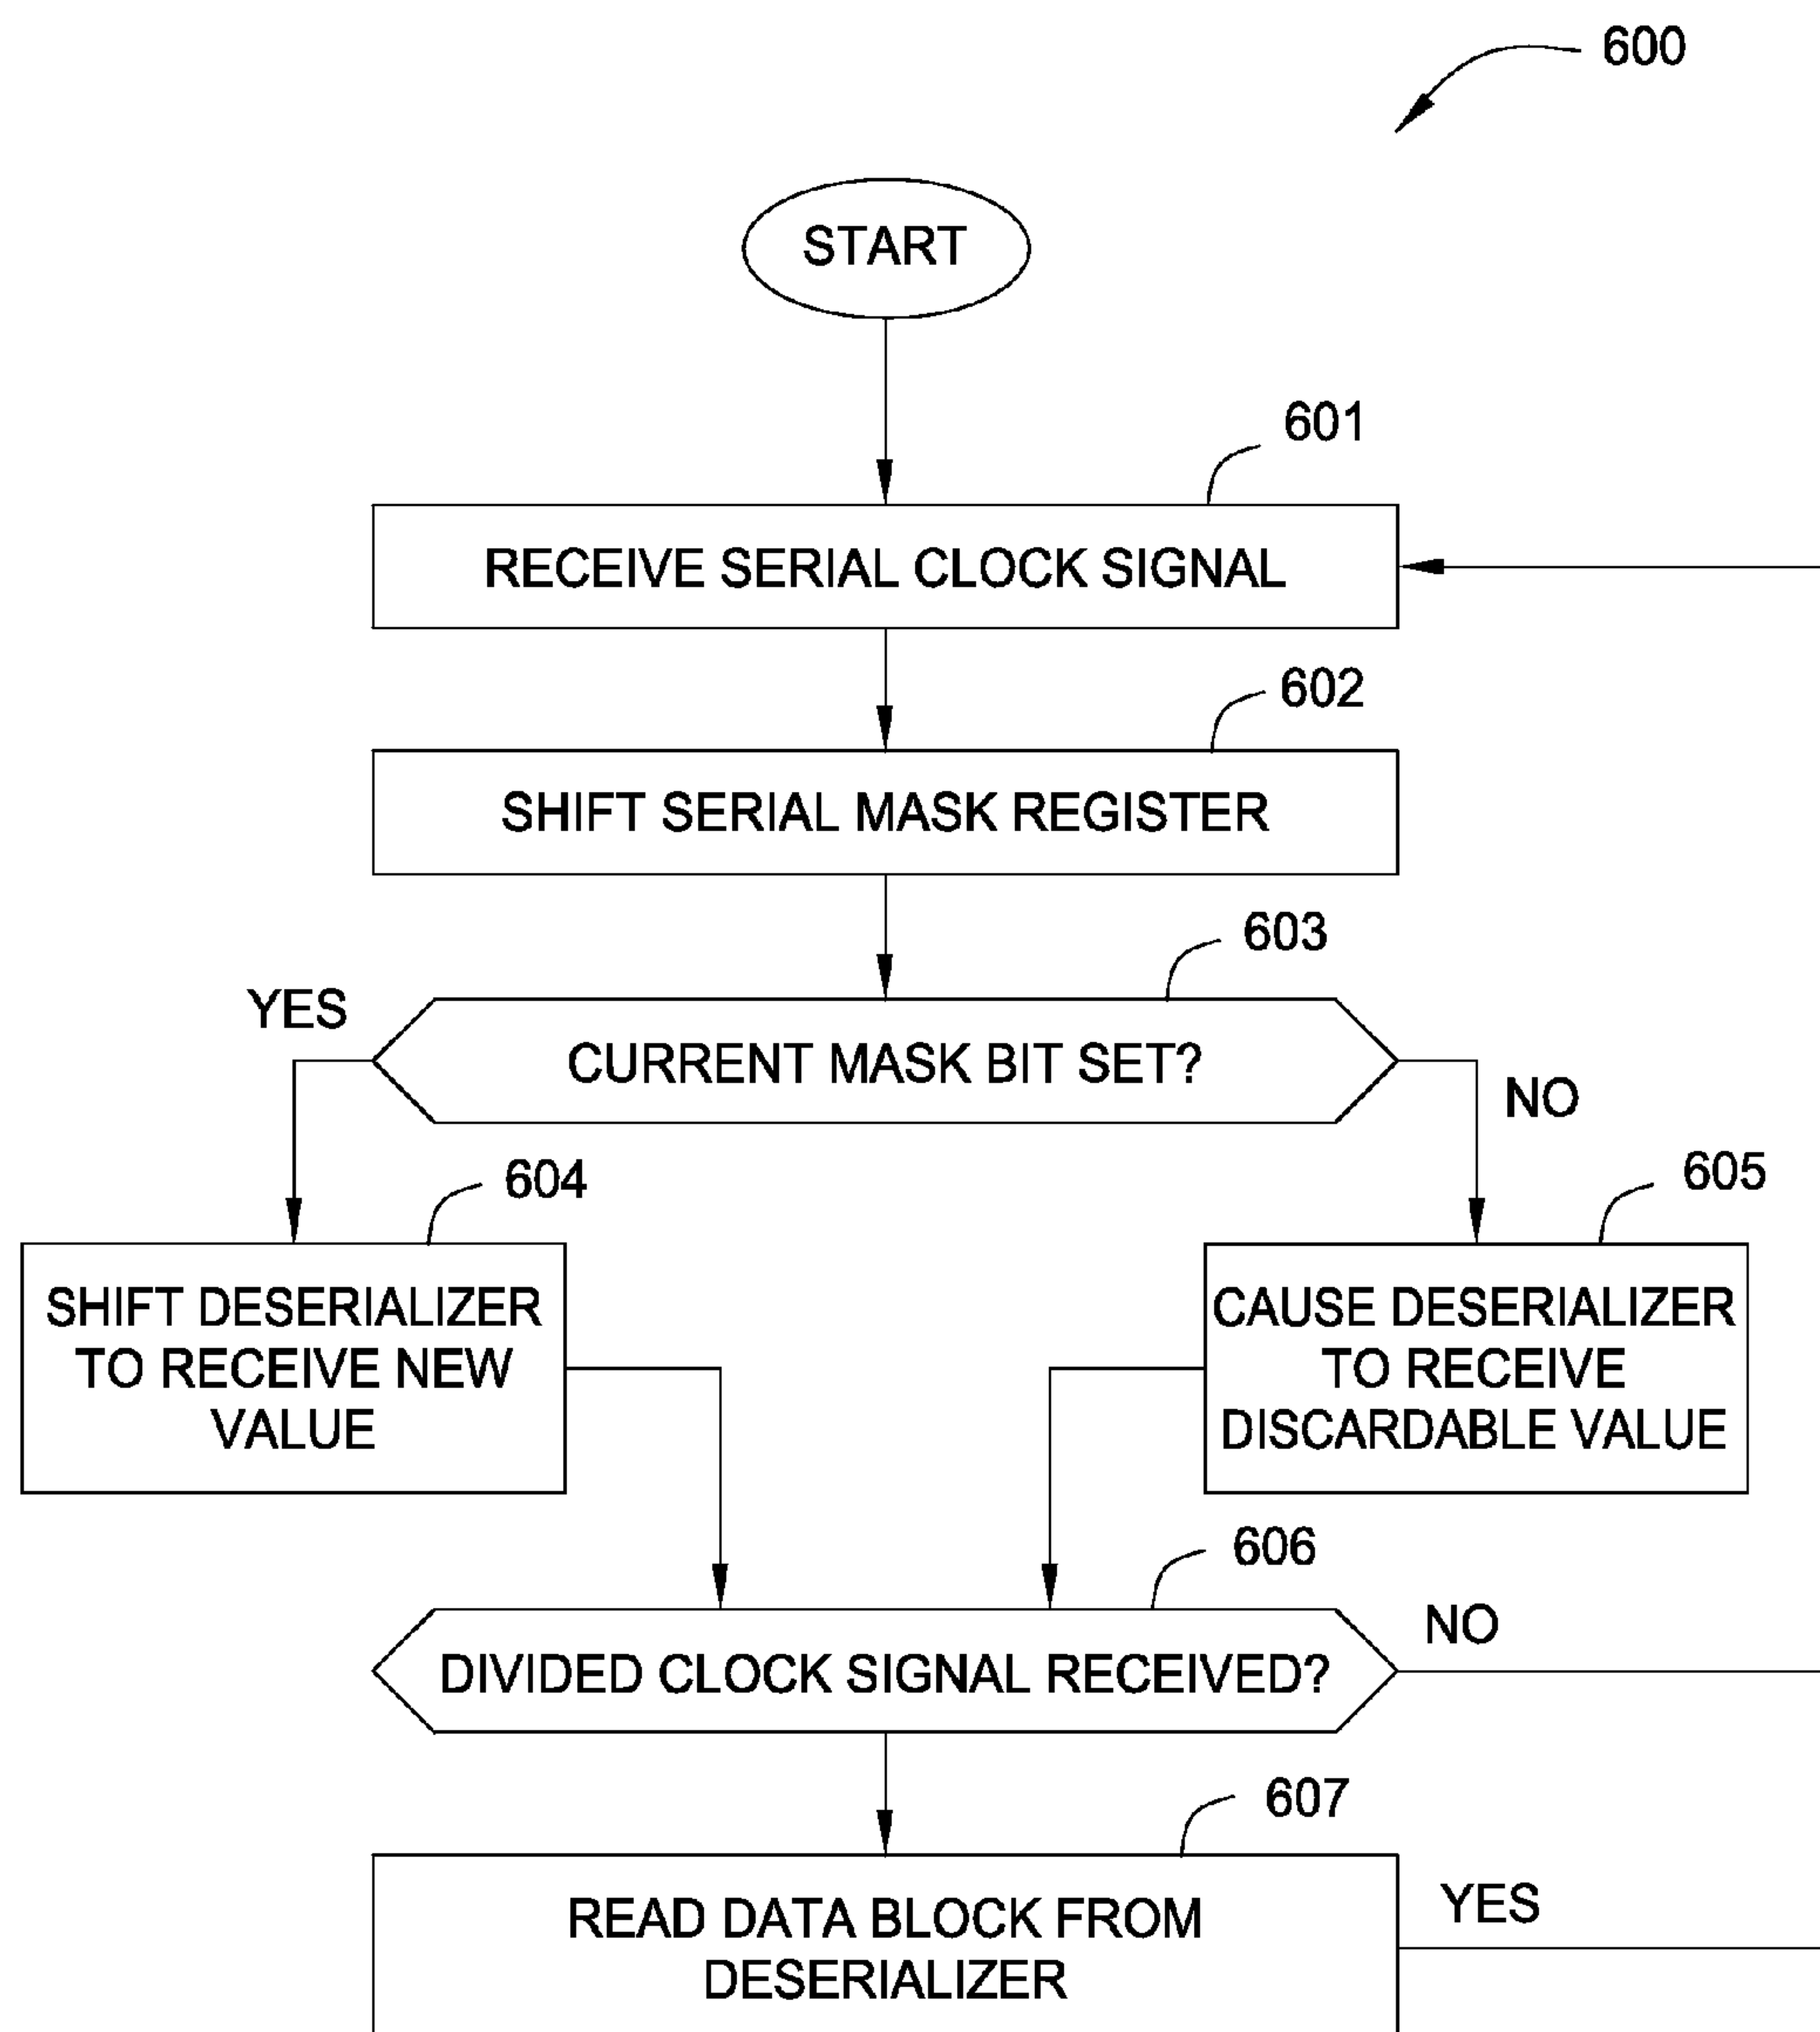 600
START
601
RECEIVE SERIAL CLOCK SIGNAL
602
SHIFT SERIAL MASK REGISTER
603
YES
CURRENT MASK BIT SET?
NO
604
605
SHIFT DESERIALIZER
TO RECEIVE NEW
VALUE
CAUSE DESERIALIZER
TO RECEIVE
DISCARDABLE VALUE
606
NO
DIVIDED CLOCK SIGNAL RECEIVED?
607
YES
READ DATA BLOCK FROM
DESERIALIZER